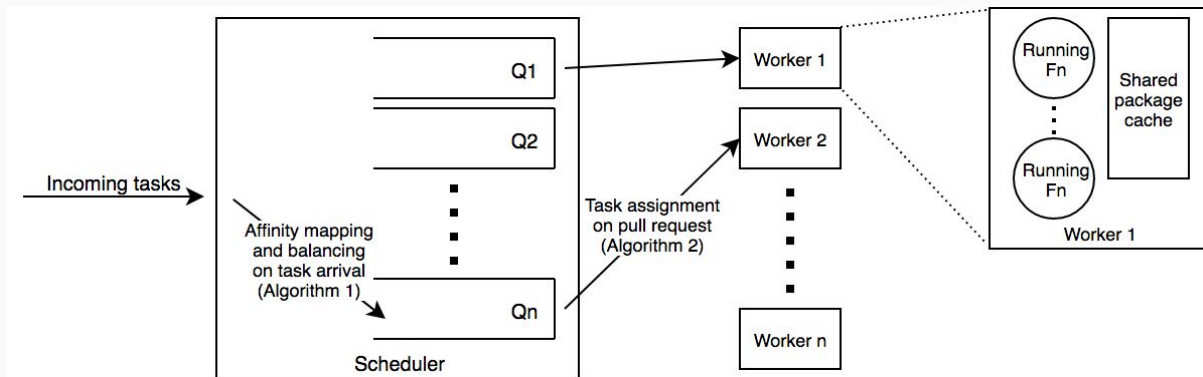 Incoming tasks
Q1
Q2
Affinity mapping
and balancing
on task arrival
(Algorithm 1)
Qn
Scheduler
Task assignment
on pull request
(Algorithm 2)
Worker 1
Worker 2
Worker n
Running
Fn
Running
Fn
Shared
package
cache
Worker 1